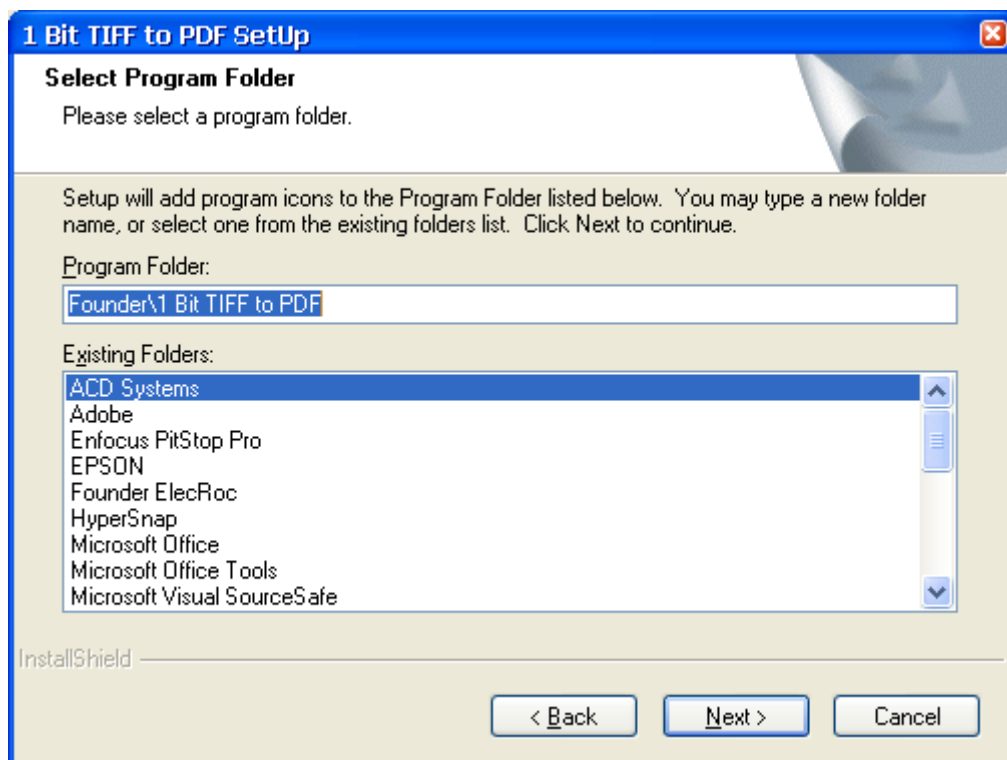 1 Bit TIFF to PDF SetUp
Select Program Folder
Please select a program folder.
Setup will add program icons to the Program Folder listed below.  You may type a new folder
name, or select one from the existing folders list.  Click Next to continue.
Program Folder:
Founder\1 Bit TIFF to PDF
Existing Folders:
ACD Systems
Adobe
Enfocus PitStop Pro
EPSON
Founder ElecRoc
HyperSnap
Microsoft Office
Microsoft Office Tools
Microsoft Visual SourceSafe
InstallShield
< Back
Next >
Cancel